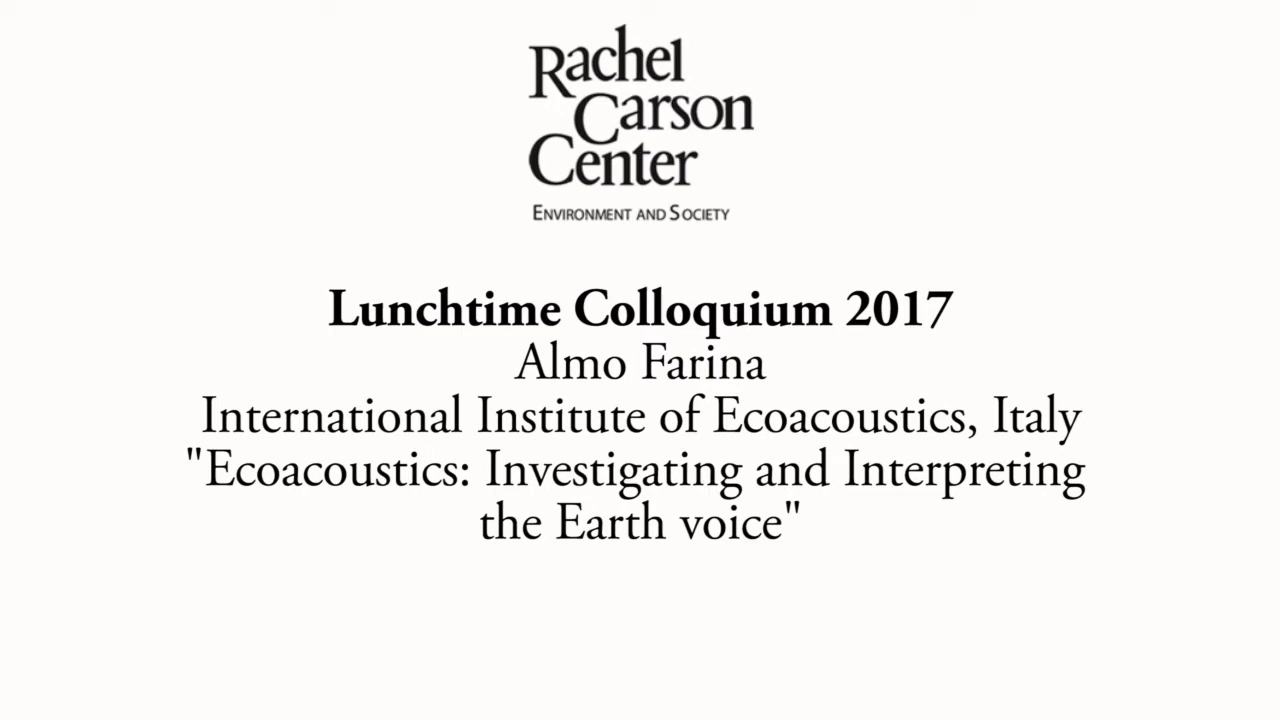 Rachel
Carson
Center
ENVIRONMENT AND SOCIETY
Lunchtime Colloquium 2017
Almo Farina
International Institute of Ecoacoustics, Italy
"Ecoacoustics: Investigating and Interpreting
the Earth voice"